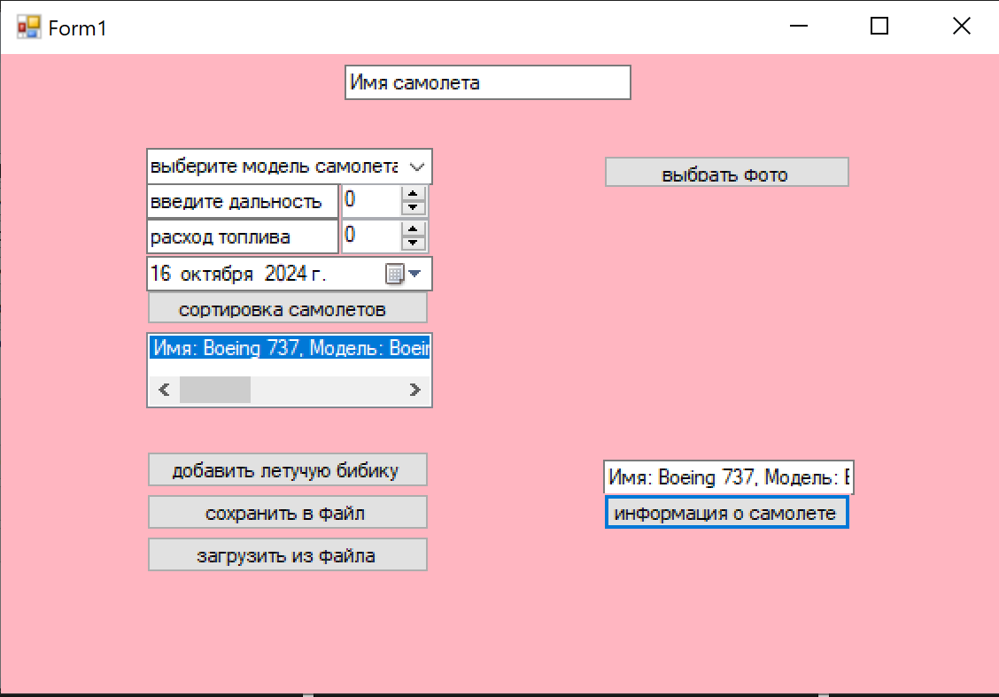 Form1
Имя самолета
выберите модель самолета
выбрать фото
введите дальность 0
расход топлива 0
16 октября 2024 г.
сортировка самолетов
Имя: Boeing 737, Модель: Boein
добавить летучую бибику
Имя: Boeing 737, Модель: B
сохранить в файл
информация о самолете
загрузить из файла